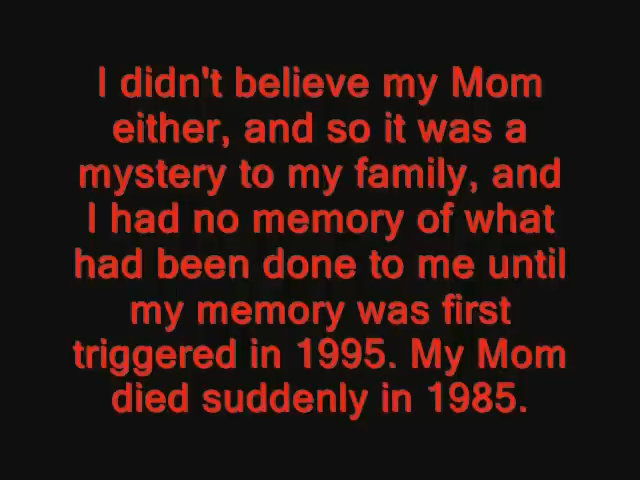 I didn't believe my Mom
either, and so it was a
mystery to my family, and
I had no memory of what
had been done to me until
my memory was first
triggered in 1995. My Mom
died suddenly in 1985.